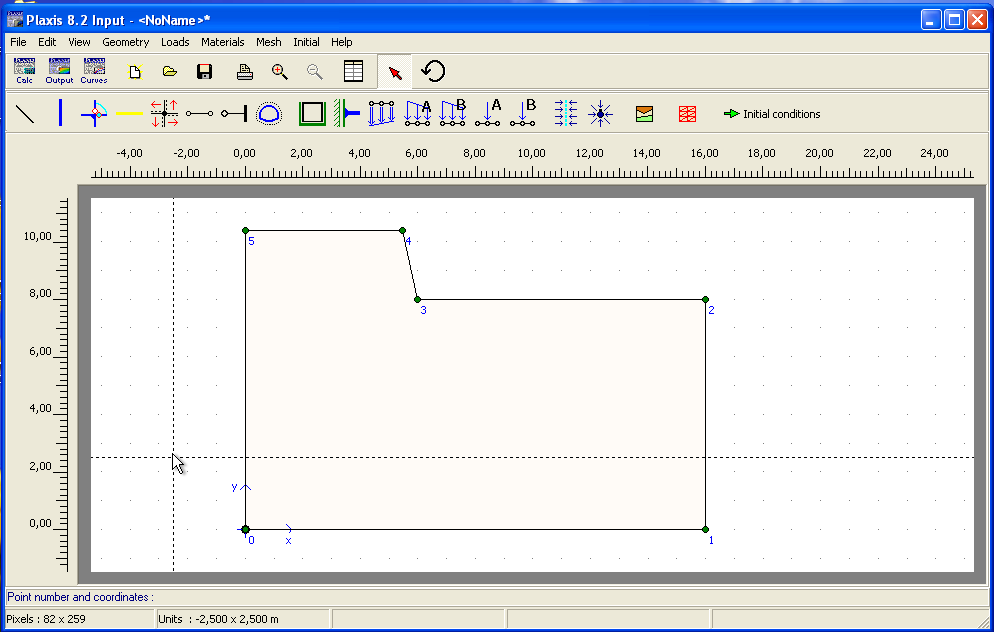 Plaxis 8.2 Input - <NoName>*
File Edit View Geometry Loads Materials Mesh Initial Help
Calc Output Curves
A B A B Initial conditions
-4,00 -2,00 0,00 2,00 4,00 6,00 8,00 10,00 12,00 14,00 16,00 18,00 20,00 22,00 24,00
10,00
5 4
8,00
3 2
6,00
4,00
2,00
y
0,00
0 x 1
Point number and coordinates :
Pixels : 82 x 259 Units : -2,500 x 2,500 m